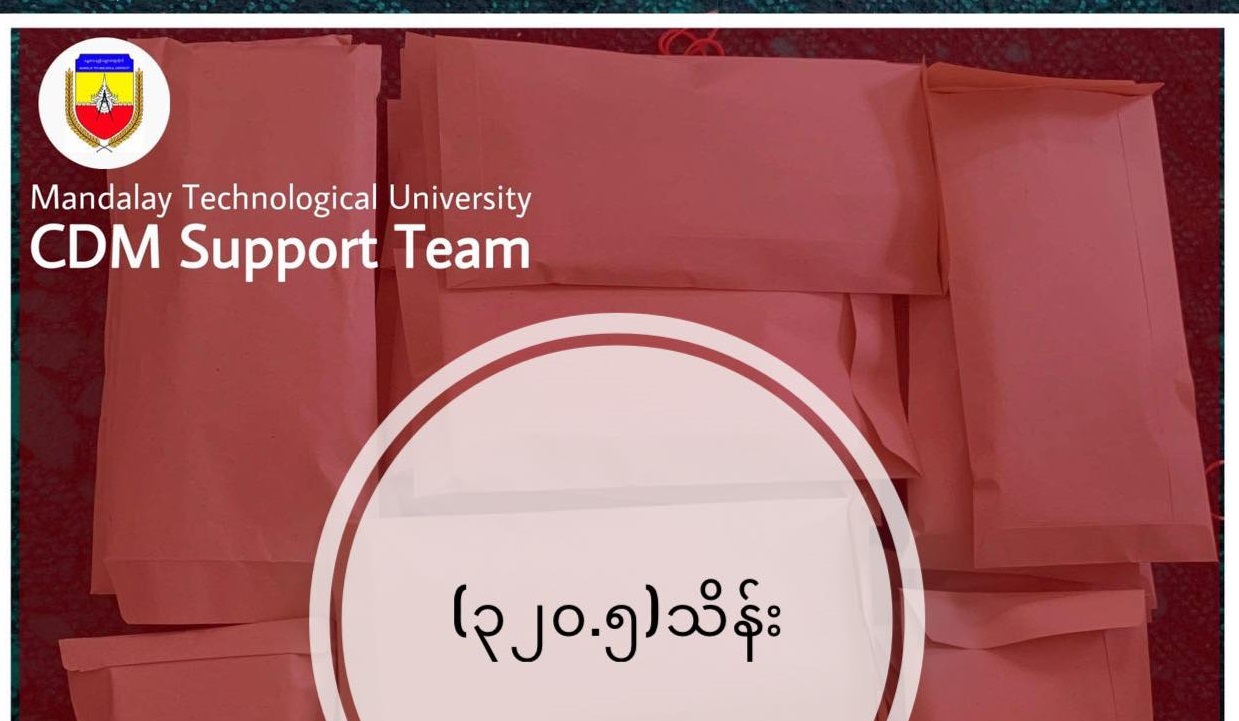 Mandalay Technological University
CDM Support Team
(၃၂၀.၅)သိန်း